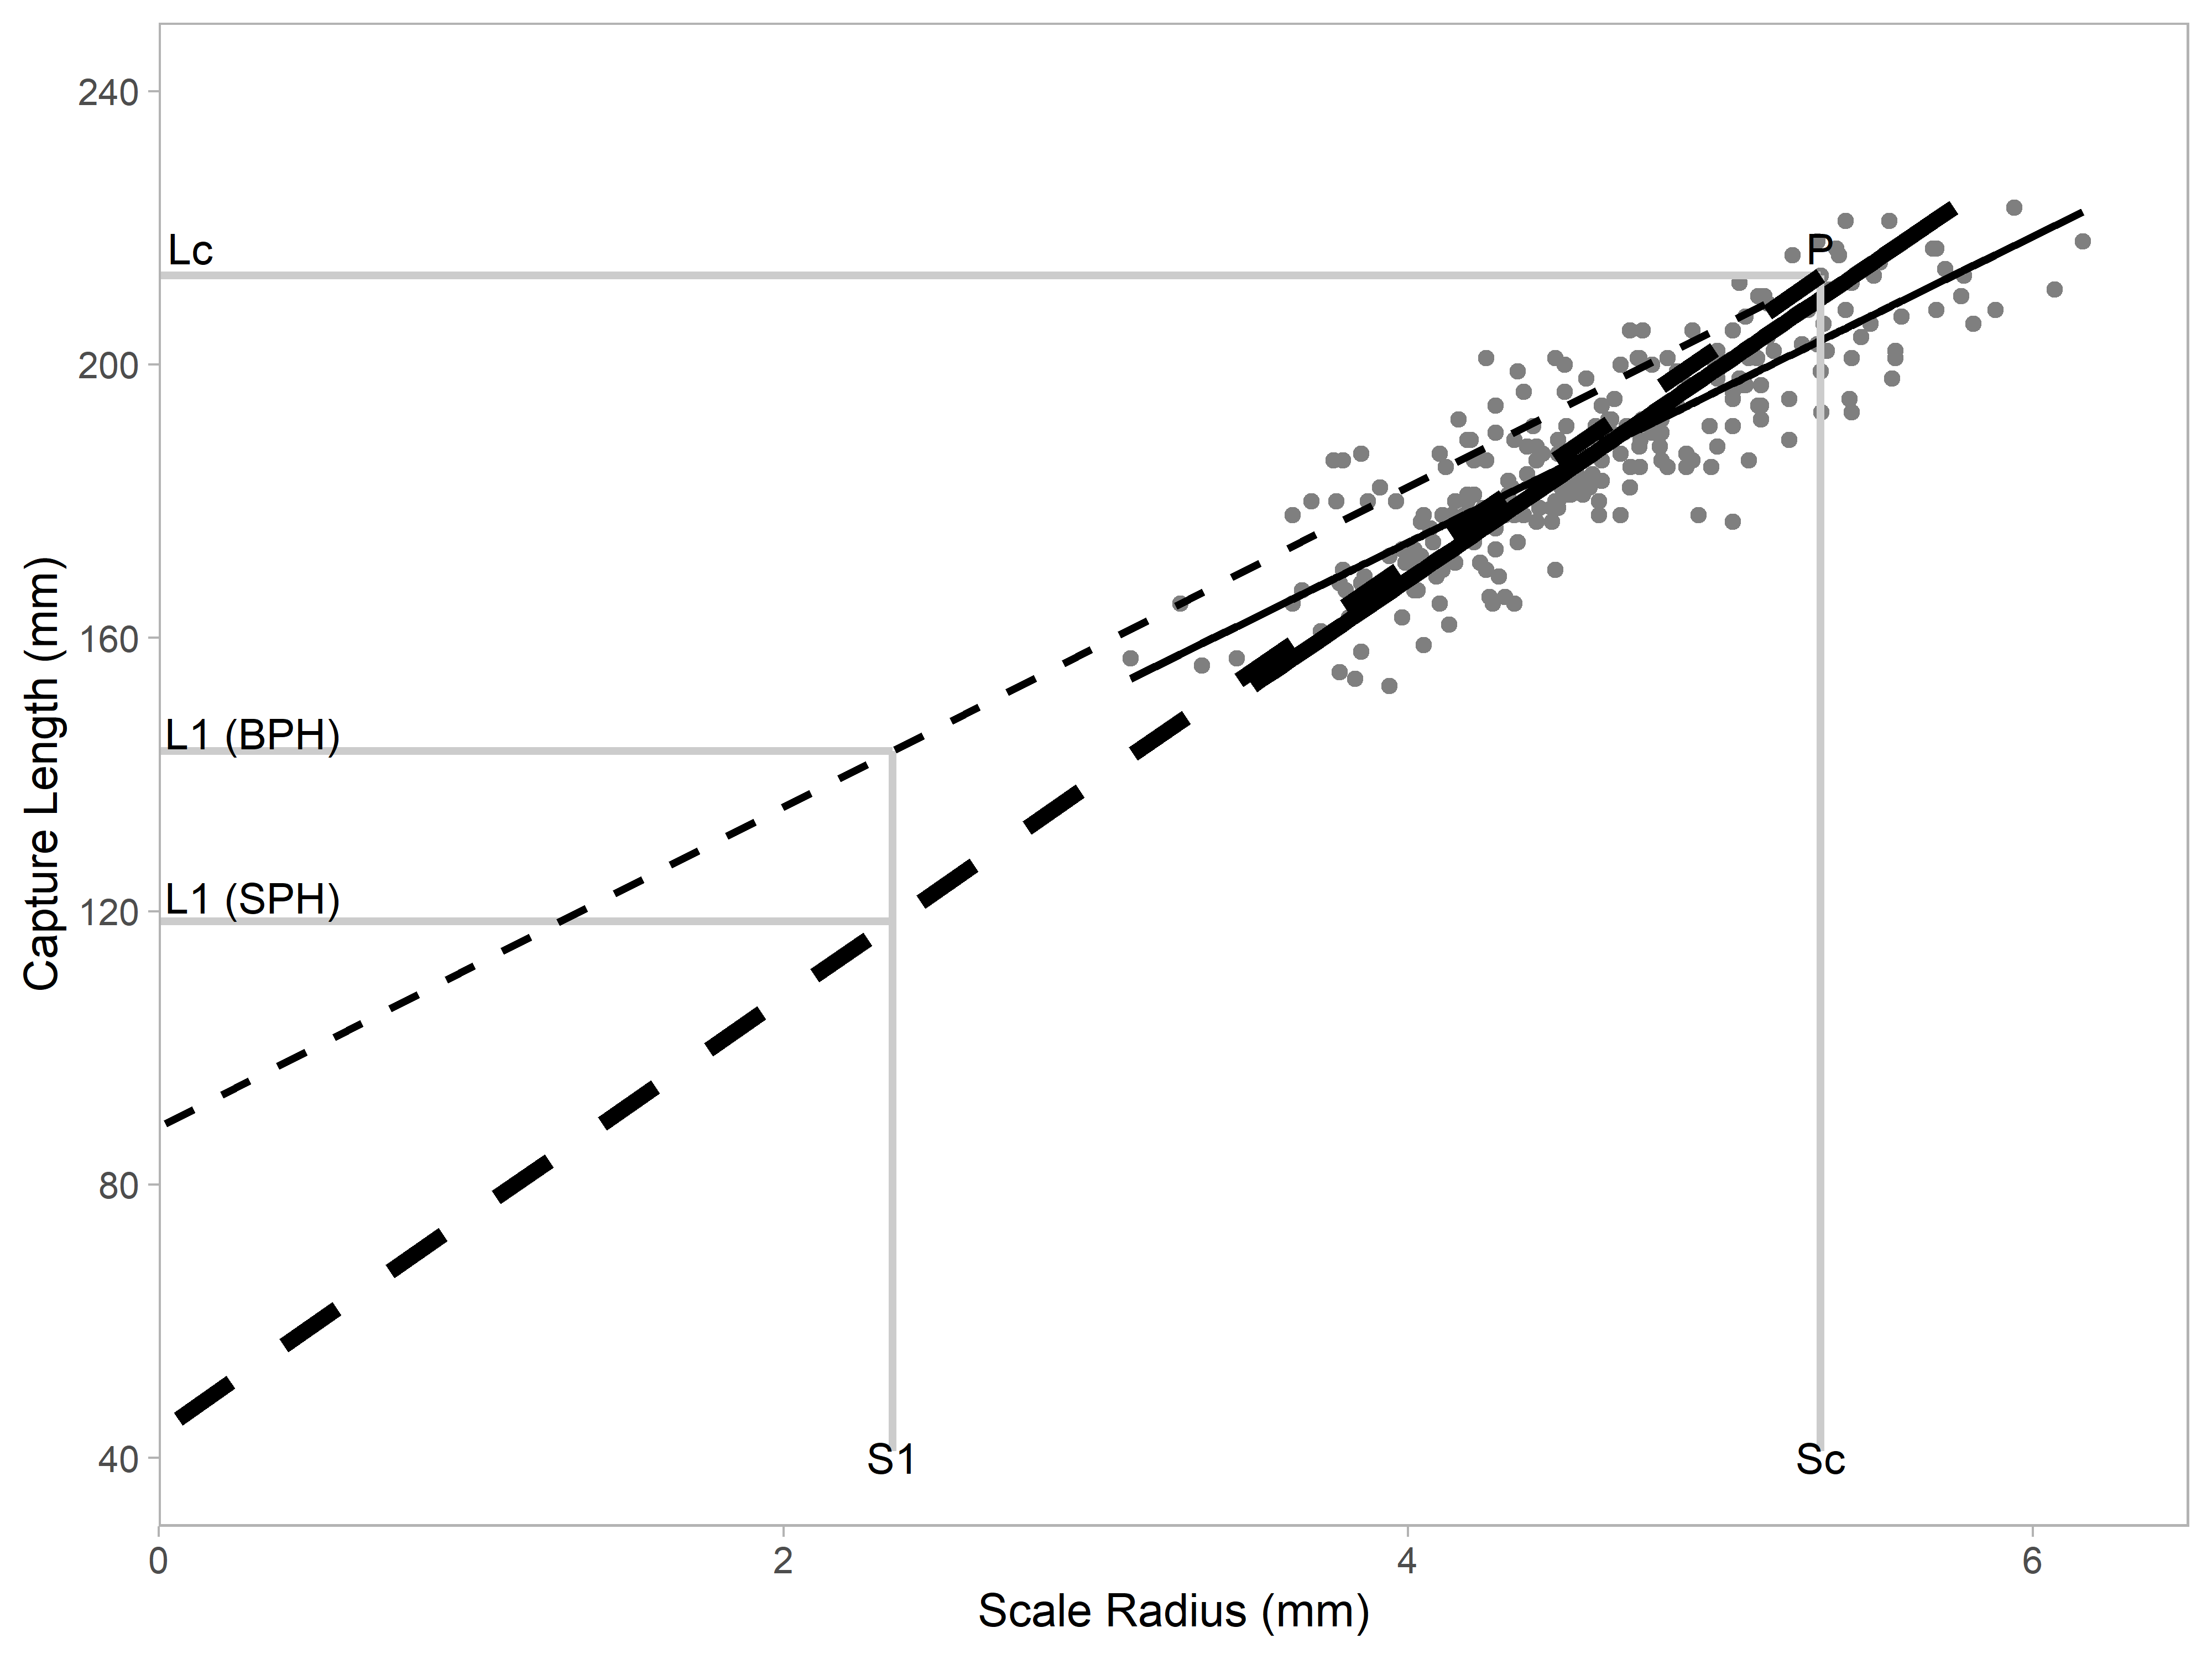 240
Lc
P
200
160
L1 (BPH)
L1 (SPH)
120
80
40
S1
Sc
0
2
4
6
Scale Radius (mm)
Capture Length (mm)